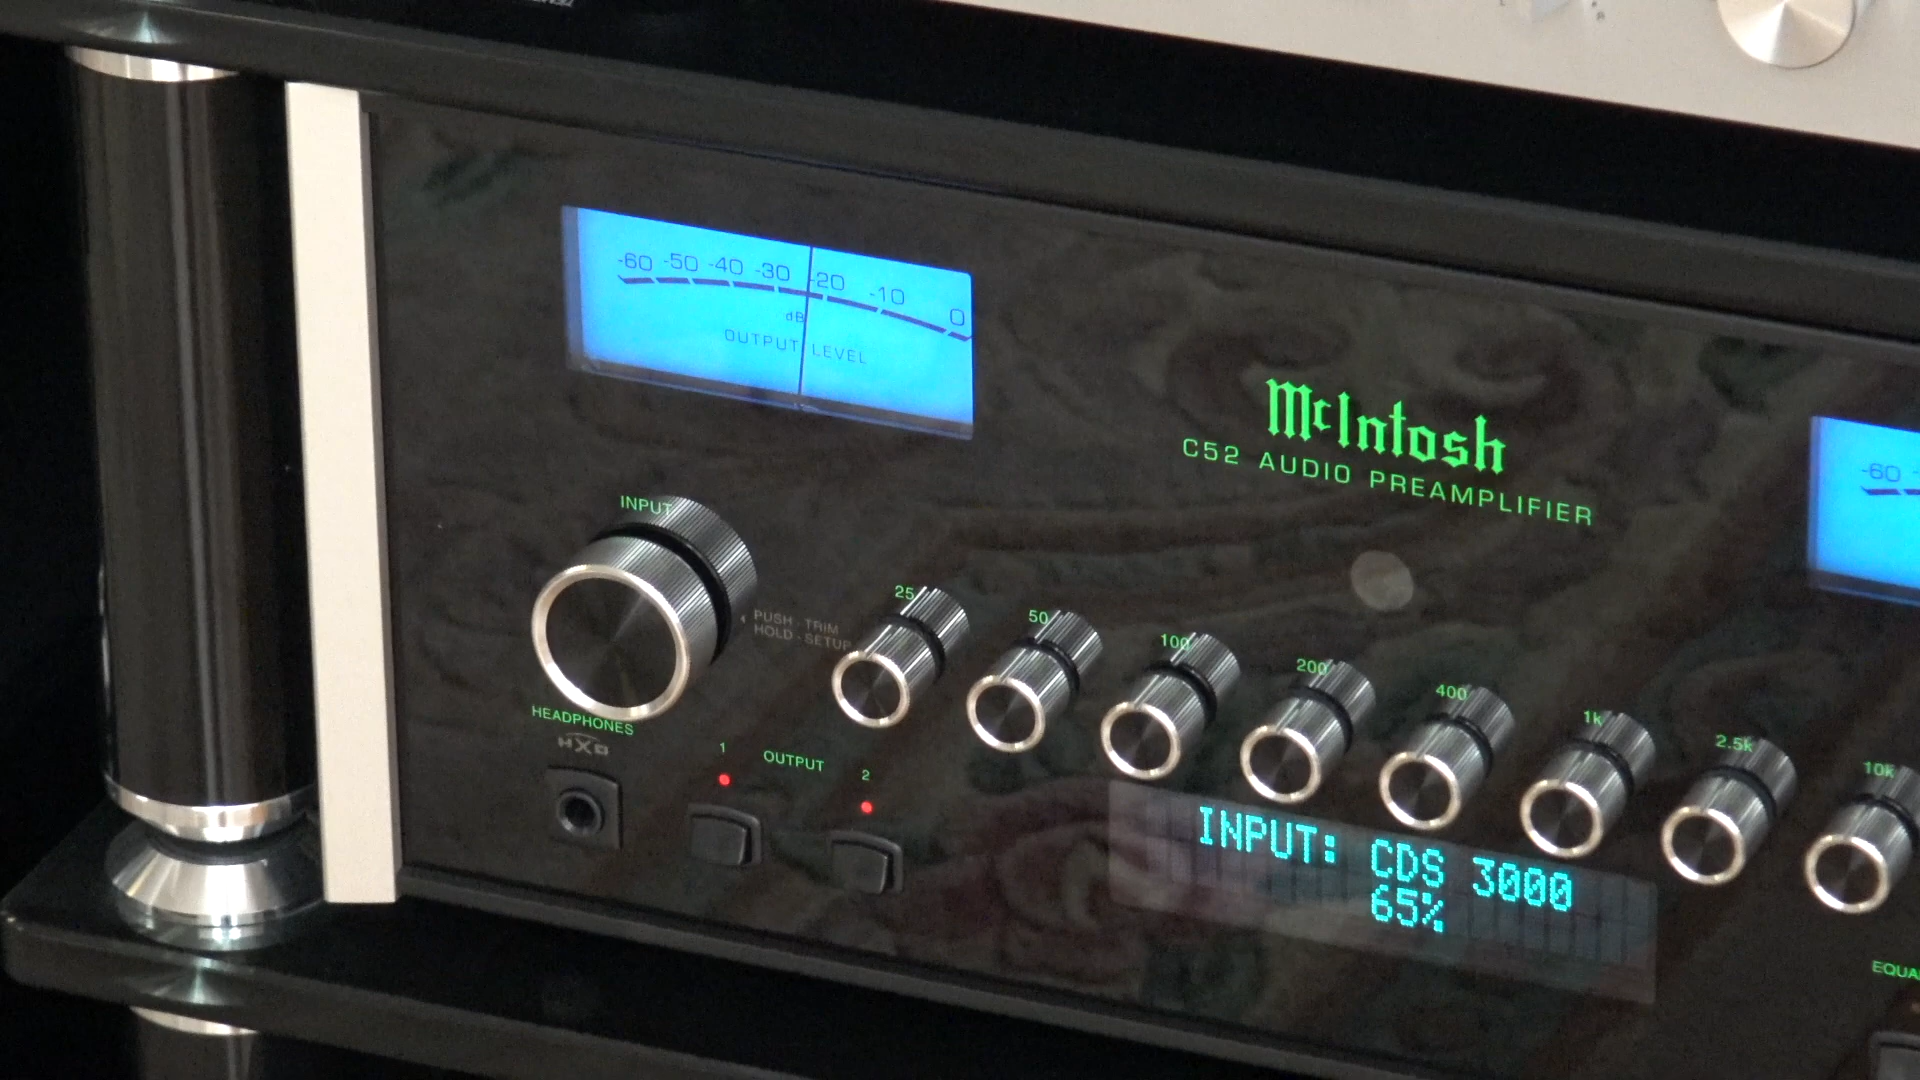 -60 -50 -40 -30 -20 -10 0
dB
OUTPUT LEVEL
McIntosh
C52 AUDIO PREAMPLIFIER
-60
INPUT
PUSH - TRIM
HOLD - SETUP
25 50 100 200 400 1k 2.5k 10k
HEADPHONES
HXD
1 OUTPUT 2
INPUT: CDS 3000
65%
EQUA